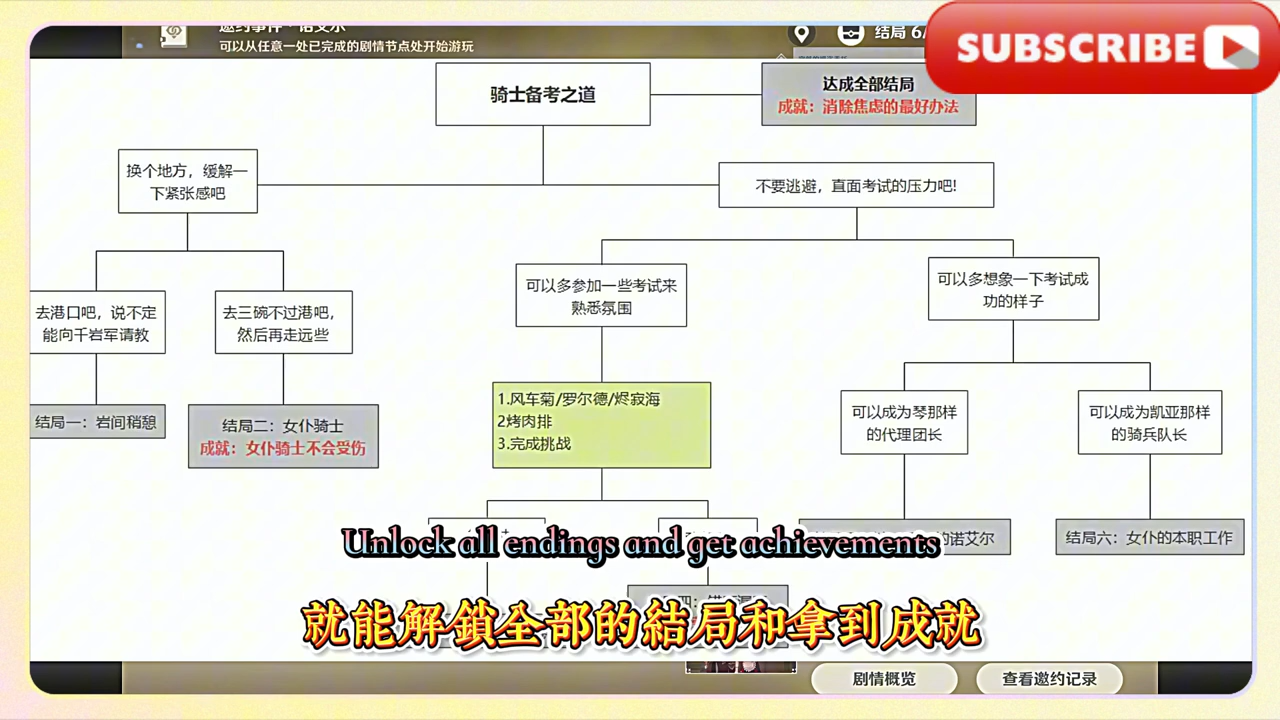 邀约事件·诺艾尔
可以从任意一处已完成的剧情节点处开始游玩
结局 6/
SUBSCRIBE
骑士备考之道
达成全部结局
成就：消除焦虑的最好办法
换个地方，缓解一
下紧张感吧
不要逃避，直面考试的压力吧!
去港口吧，说不定
能向千岩军请教
去三碗不过港吧，
然后再走远些
可以多参加一些考试来
熟悉氛围
可以多想象一下考试成
功的样子
结局一：岩间稍憩
结局二：女仆骑士
成就：女仆骑士不会受伤
1.风车菊/罗尔德/烬寂海
2烤肉排
3.完成挑战
可以成为琴那样
的代理团长
可以成为凯亚那样
的骑兵队长
的诺艾尔
结局六：女仆的本职工作
Unlock all endings and get achievements
就能解鎖全部的結局和拿到成就
剧情概览
查看邀约记录